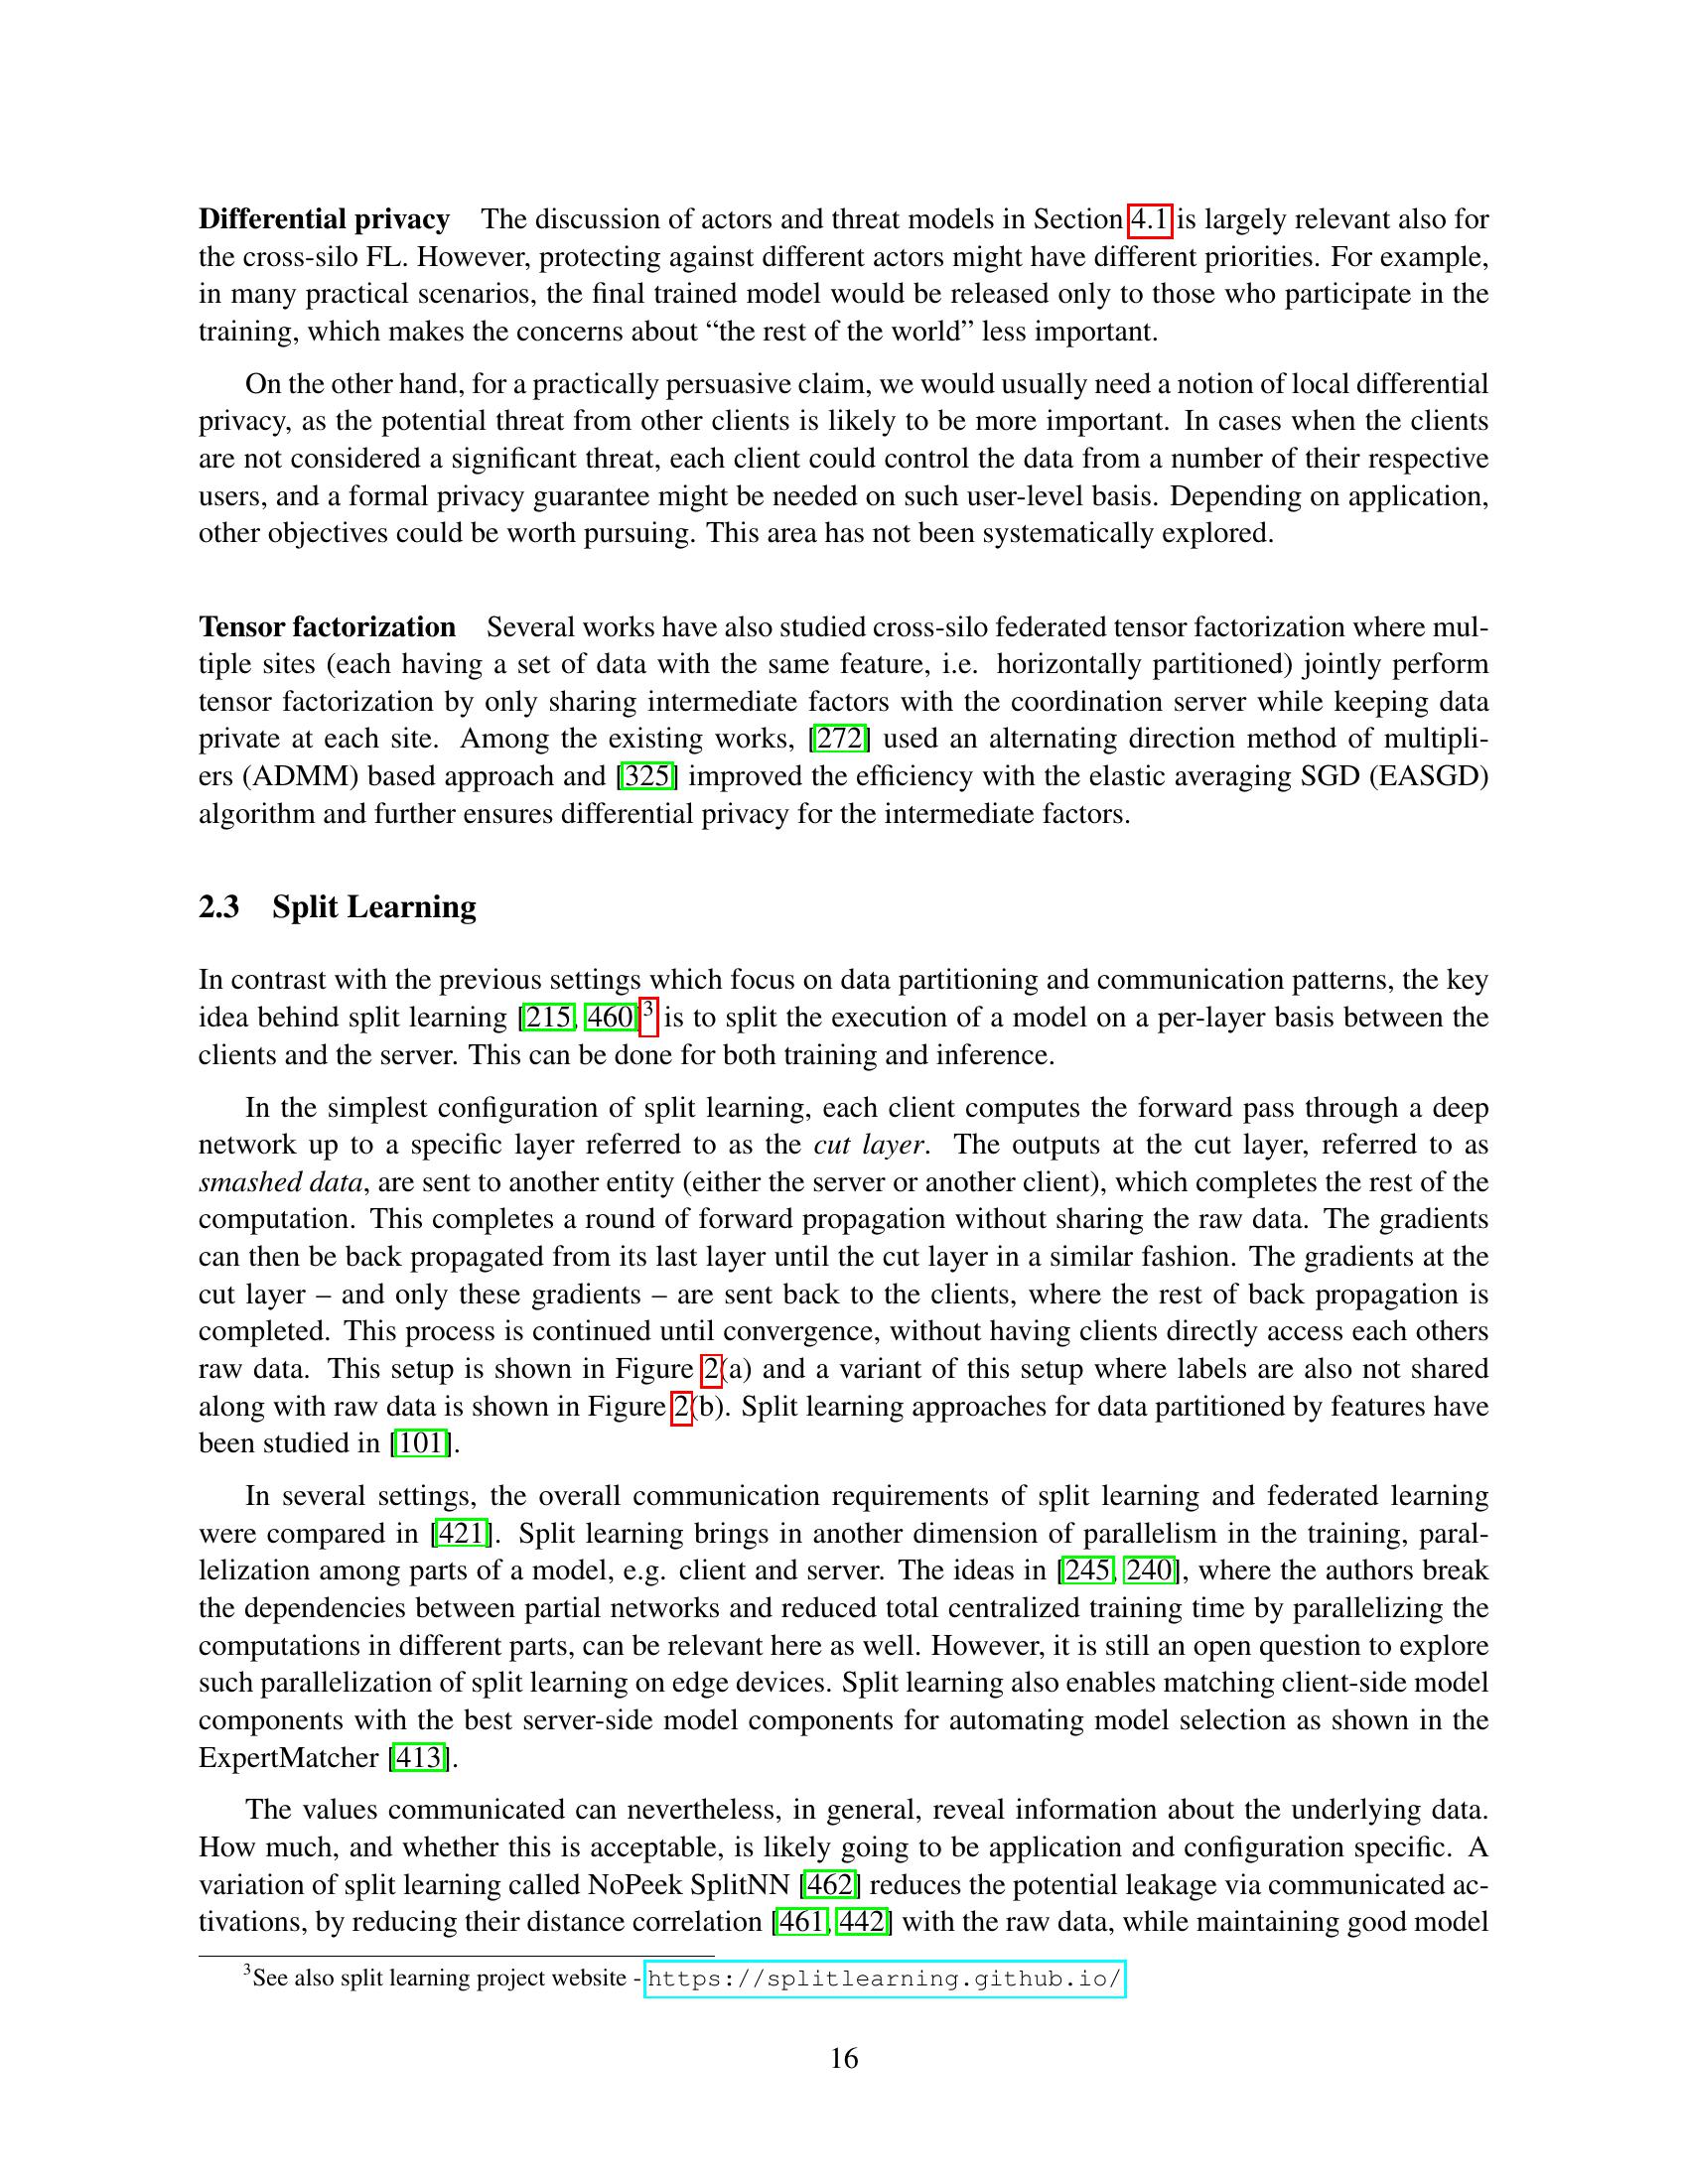 Differential privacy The discussion of actors and threat models in Section 4.1 is largely relevant also for
the cross-silo FL. However, protecting against different actors might have different priorities. For example,
in many practical scenarios, the final trained model would be released only to those who participate in the
training, which makes the concerns about “the rest of the world” less important.
On the other hand, for a practically persuasive claim, we would usually need a notion of local differential
privacy, as the potential threat from other clients is likely to be more important. In cases when the clients
are not considered a significant threat, each client could control the data from a number of their respective
users, and a formal privacy guarantee might be needed on such user-level basis. Depending on application,
other objectives could be worth pursuing. This area has not been systematically explored.
Tensor factorization Several works have also studied cross-silo federated tensor factorization where mul-
tiple sites (each having a set of data with the same feature, i.e. horizontally partitioned) jointly perform
tensor factorization by only sharing intermediate factors with the coordination server while keeping data
private at each site. Among the existing works, [272] used an alternating direction method of multipli-
ers (ADMM) based approach and [325] improved the efficiency with the elastic averaging SGD (EASGD)
algorithm and further ensures differential privacy for the intermediate factors.
2.3 Split Learning
In contrast with the previous settings which focus on data partitioning and communication patterns, the key
idea behind split learning [215, 460]3 is to split the execution of a model on a per-layer basis between the
clients and the server. This can be done for both training and inference.
In the simplest configuration of split learning, each client computes the forward pass through a deep
network up to a specific layer referred to as the cut layer. The outputs at the cut layer, referred to as
smashed data, are sent to another entity (either the server or another client), which completes the rest of the
computation. This completes a round of forward propagation without sharing the raw data. The gradients
can then be back propagated from its last layer until the cut layer in a similar fashion. The gradients at the
cut layer – and only these gradients – are sent back to the clients, where the rest of back propagation is
completed. This process is continued until convergence, without having clients directly access each others
raw data. This setup is shown in Figure 2(a) and a variant of this setup where labels are also not shared
along with raw data is shown in Figure 2(b). Split learning approaches for data partitioned by features have
been studied in [101].
In several settings, the overall communication requirements of split learning and federated learning
were compared in [421]. Split learning brings in another dimension of parallelism in the training, paral-
lelization among parts of a model, e.g. client and server. The ideas in [245, 240], where the authors break
the dependencies between partial networks and reduced total centralized training time by parallelizing the
computations in different parts, can be relevant here as well. However, it is still an open question to explore
such parallelization of split learning on edge devices. Split learning also enables matching client-side model
components with the best server-side model components for automating model selection as shown in the
ExpertMatcher [413].
The values communicated can nevertheless, in general, reveal information about the underlying data.
How much, and whether this is acceptable, is likely going to be application and configuration specific. A
variation of split learning called NoPeek SplitNN [462] reduces the potential leakage via communicated ac-
tivations, by reducing their distance correlation [461, 442] with the raw data, while maintaining good model
3See also split learning project website - https://splitlearning.github.io/
16